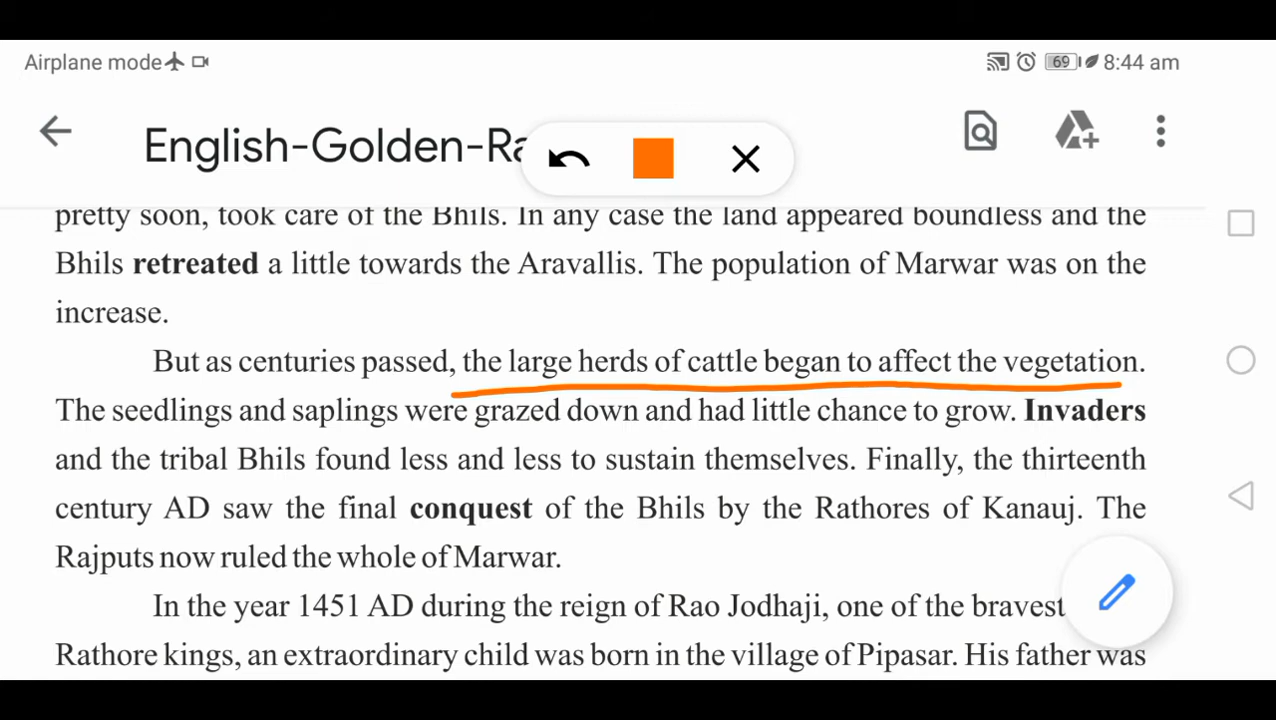 Airplane mode
69 8:44 am
English-Golden-Ra
pretty soon, took care of the Bhils. In any case the land appeared boundless and the
Bhils retreated a little towards the Aravallis. The population of Marwar was on the
increase.
But as centuries passed, the large herds of cattle began to affect the vegetation.
The seedlings and saplings were grazed down and had little chance to grow. Invaders
and the tribal Bhils found less and less to sustain themselves. Finally, the thirteenth
century AD saw the final conquest of the Bhils by the Rathores of Kanauj. The
Rajputs now ruled the whole of Marwar.
In the year 1451 AD during the reign of Rao Jodhaji, one of the bravest
Rathore kings, an extraordinary child was born in the village of Pipasar. His father was